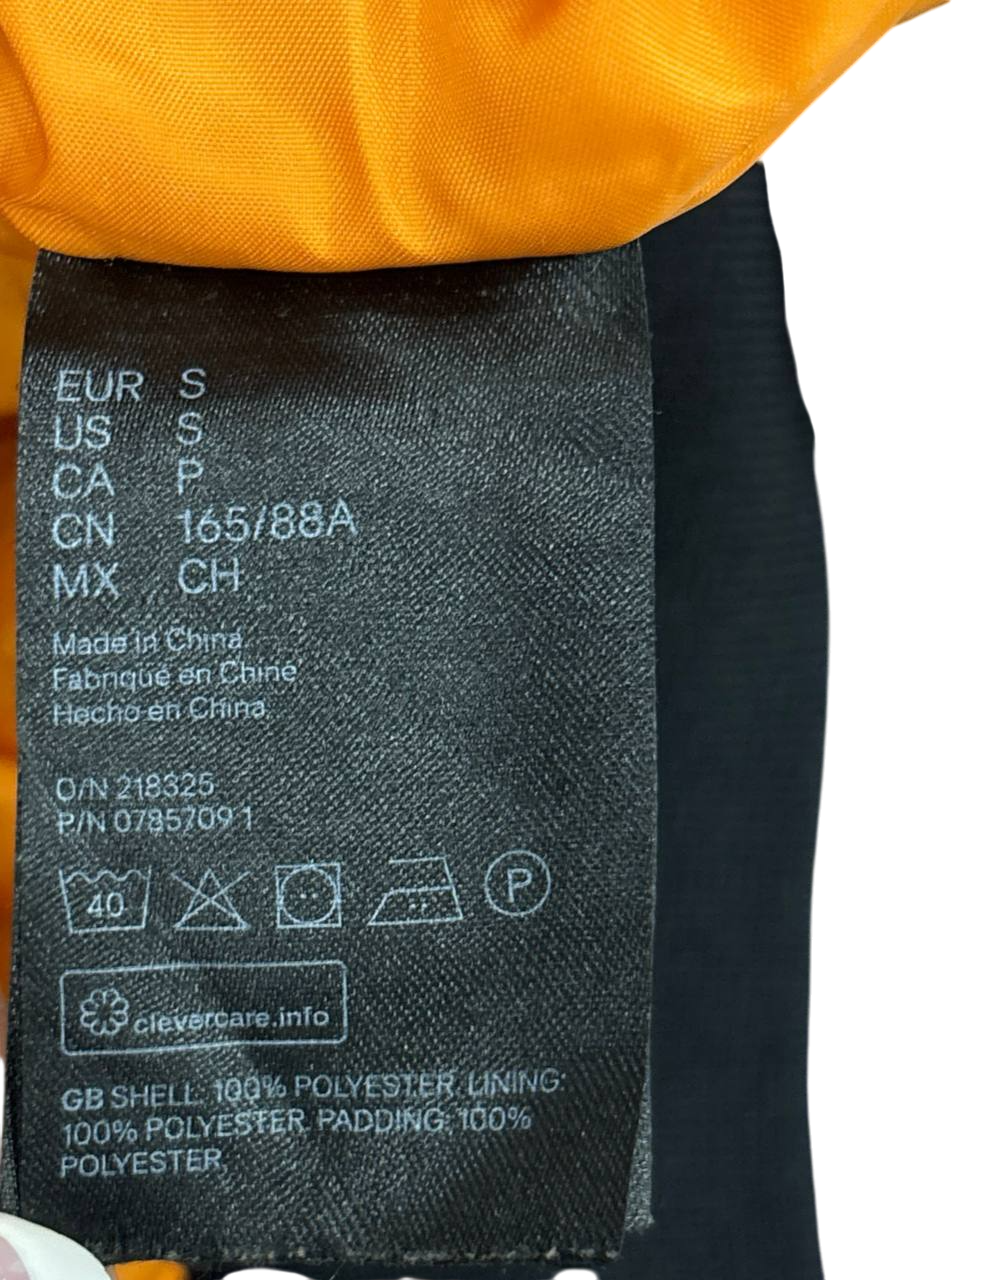 EUR S
US S
CA P
CN 165/88A
MX CH
Made in China
Fabriqué en Chine
Hecho en China
O/N 218325
P/N 0785709 1
40
P
clevercare.info
GB SHELL: 100% POLYESTER. LINING:
100% POLYESTER. PADDING: 100%
POLYESTER.